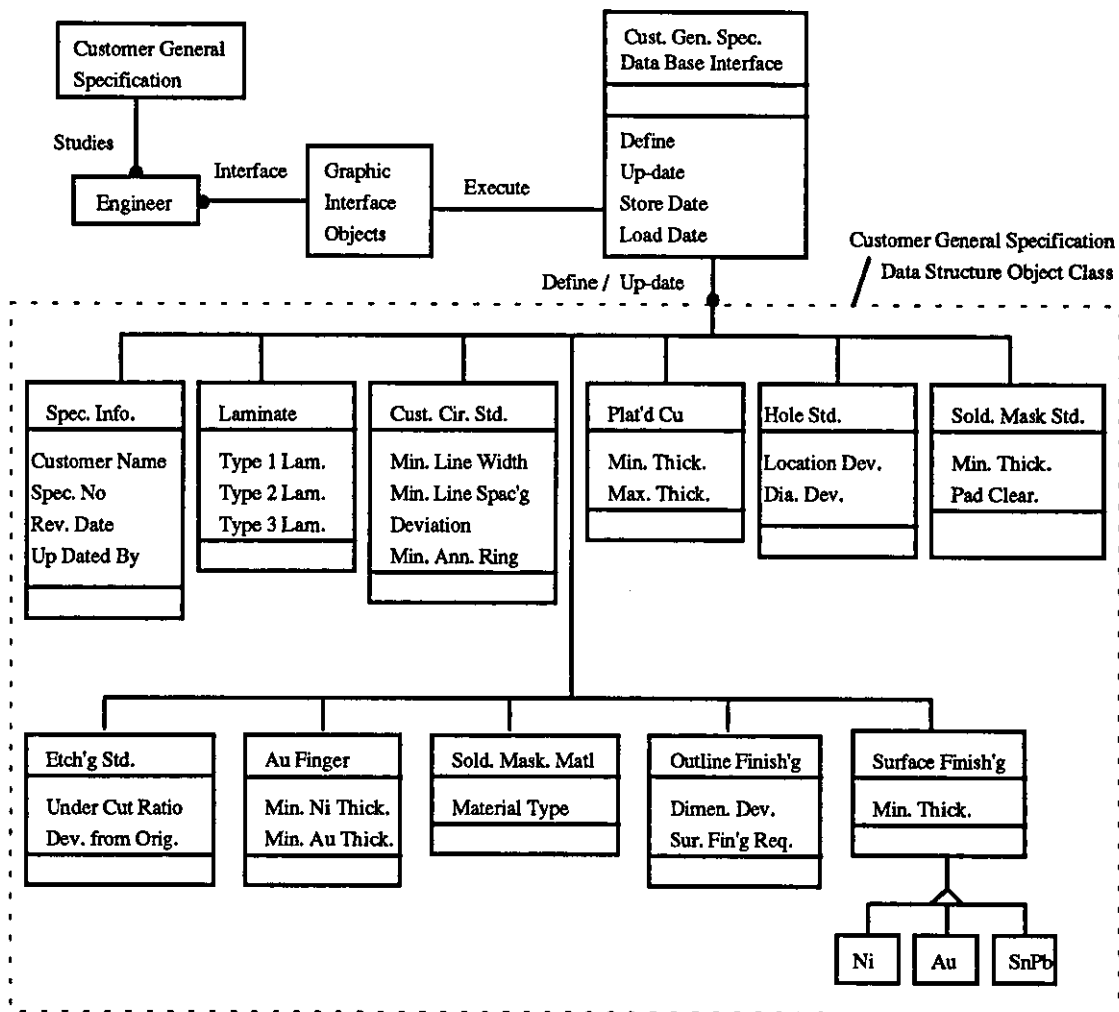 Customer General
Specification
Cust. Gen. Spec.
Data Base Interface
Define
Up-date
Store Date
Load Date
Studies
Engineer
Interface
Graphic
Interface
Objects
Execute
Customer General Specification
Data Structure Object Class
Define / Up-date
Spec. Info.
Customer Name
Spec. No
Rev. Date
Up Dated By
Laminate
Type 1 Lam.
Type 2 Lam.
Type 3 Lam.
Cust. Cir. Std.
Min. Line Width
Min. Line Spac'g
Deviation
Min. Ann. Ring
Plat'd Cu
Min. Thick.
Max. Thick.
Hole Std.
Location Dev.
Dia. Dev.
Sold. Mask Std.
Min. Thick.
Pad Clear.
Etch'g Std.
Under Cut Ratio
Dev. from Orig.
Au Finger
Min. Ni Thick.
Min. Au Thick.
Sold. Mask. Matl
Material Type
Outline Finish'g
Dimen. Dev.
Sur. Fin'g Req.
Surface Finish'g
Min. Thick.
Ni
Au
SnPb